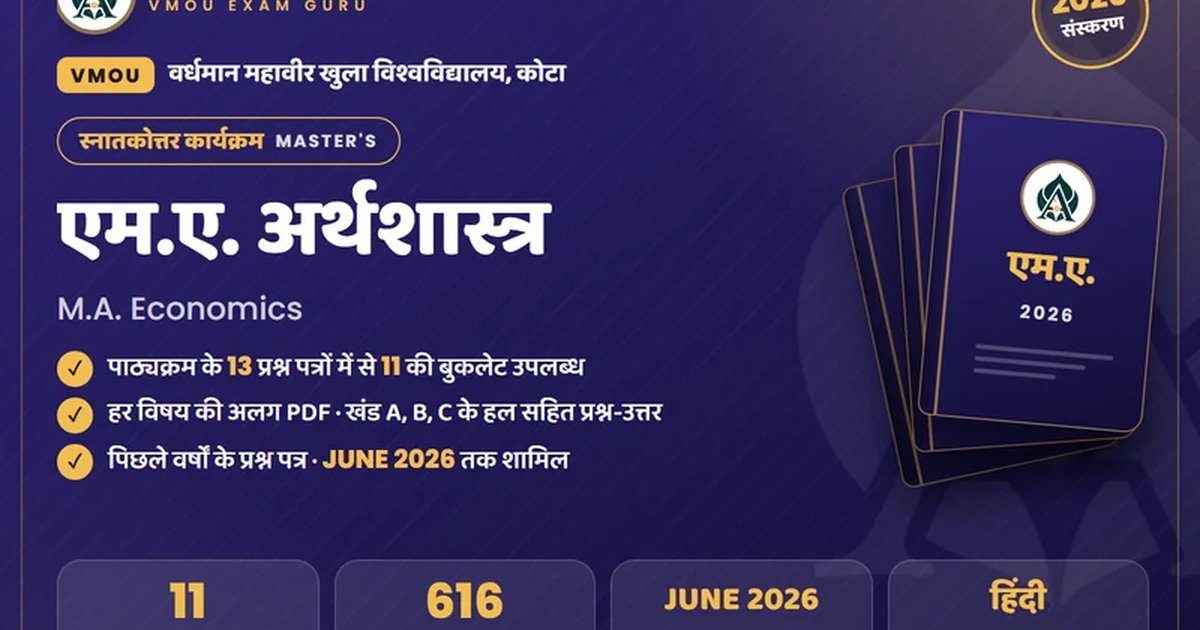 VMOU EXAM GURU
2026
संस्करण
VMOU वर्धमान महावीर खुला विश्वविद्यालय, कोटा
स्नातकोत्तर कार्यक्रम MASTER'S
एम.ए. अर्थशास्त्र
M.A. Economics
✓ पाठ्यक्रम के 13 प्रश्न पत्रों में से 11 की बुकलेट उपलब्ध
✓ हर विषय की अलग PDF · खंड A, B, C के हल सहित प्रश्न-उत्तर
✓ पिछले वर्षों के प्रश्न पत्र · JUNE 2026 तक शामिल
एम.ए.
2026
11
616
JUNE 2026
हिंदी